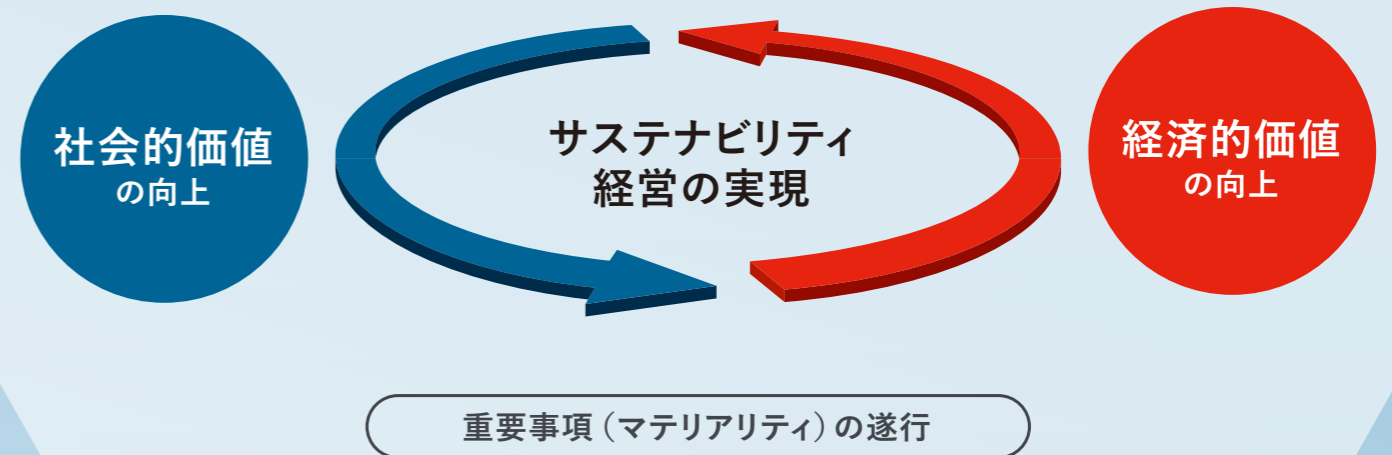 社会的価値
の向上
サステナビリティ
経営の実現
経済的価値
の向上
重要事項（マテリアリティ）の遂行